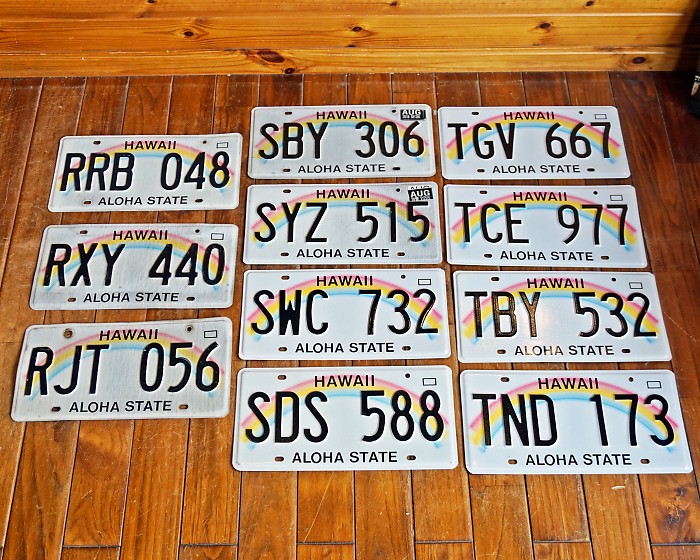 HAWAII
RRB 048
ALOHA STATE
HAWAII
RXY 440
ALOHA STATE
HAWAII
RJT 056
ALOHA STATE
HAWAII
AUG
SBY 306
ALOHA STATE
HAWAII
AUG
SYZ 515
ALOHA STATE
HAWAII
SWC 732
ALOHA STATE
HAWAII
SDS 588
ALOHA STATE
HAWAII
TGV 667
ALOHA STATE
HAWAII
TCE 977
ALOHA STATE
HAWAII
TBY 532
ALOHA STATE
HAWAII
TND 173
ALOHA STATE